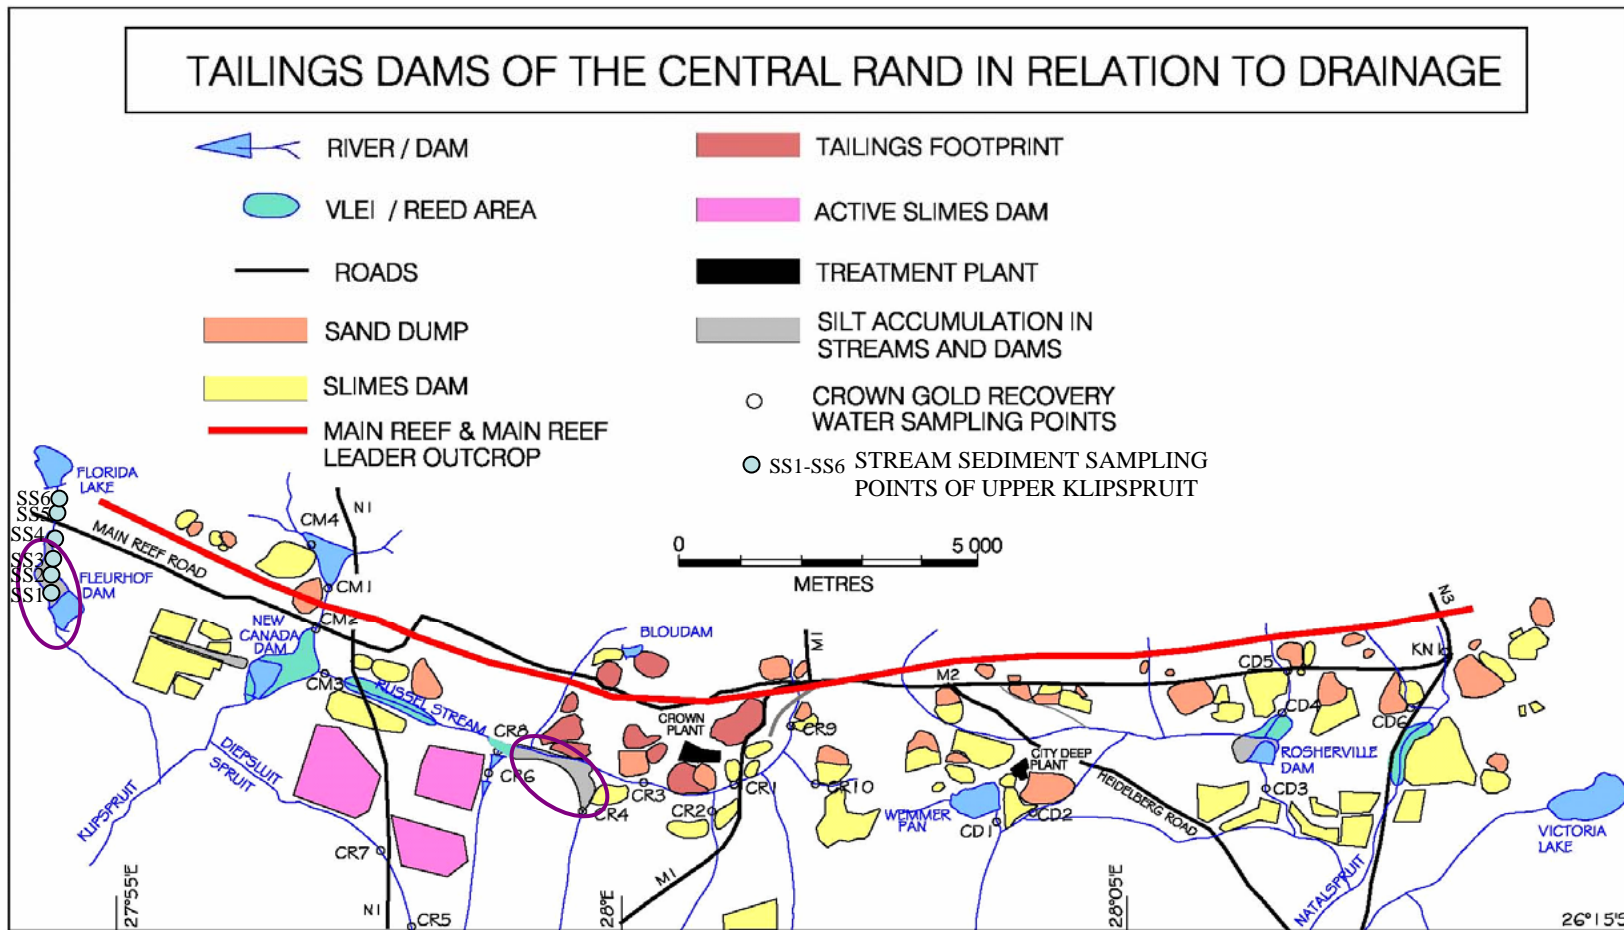 TAILINGS DAMS OF THE CENTRAL RAND IN RELATION TO DRAINAGE
RIVER / DAM
VLEI / REED AREA
ROADS
SAND DUMP
SLIMES DAM
MAIN REEF & MAIN REEF
LEADER OUTCROP
TAILINGS FOOTPRINT
ACTIVE SLIMES DAM
TREATMENT PLANT
SILT ACCUMULATION IN
STREAMS AND DAMS
CROWN GOLD RECOVERY
WATER SAMPLING POINTS
SS1-SS6 STREAM SEDIMENT SAMPLING
POINTS OF UPPER KLIPSPRUIT
FLORIDA
LAKE
SS6
SS5
SS4
SS3
SS2
SS1
MAIN REEF ROAD
FLEURHOF
DAM
N1
CM4
CM1
CM2
NEW
CANADA
DAM
CM3
RUSSEL STREAM
0
5 000
METRES
BLOUDAM
M1
M2
N3
KN1
CD5
CD4
CD6
CROWN
PLANT
CR8
CR6
CR9
CR3
CR4
CR2
CR1
CR10
CITY DEEP
PLANT
HEIDELBERG ROAD
ROSHERVILLE
DAM
CD3
WEMMER
PAN
CD1
CD2
VICTORIA
LAKE
DIEPSLUIT
SPRUIT
KLIPSPRUIT
CR7
M1
NATALSPRUIT
N1
CR5
27°55'E
28°E
28°05'E
26°15'S